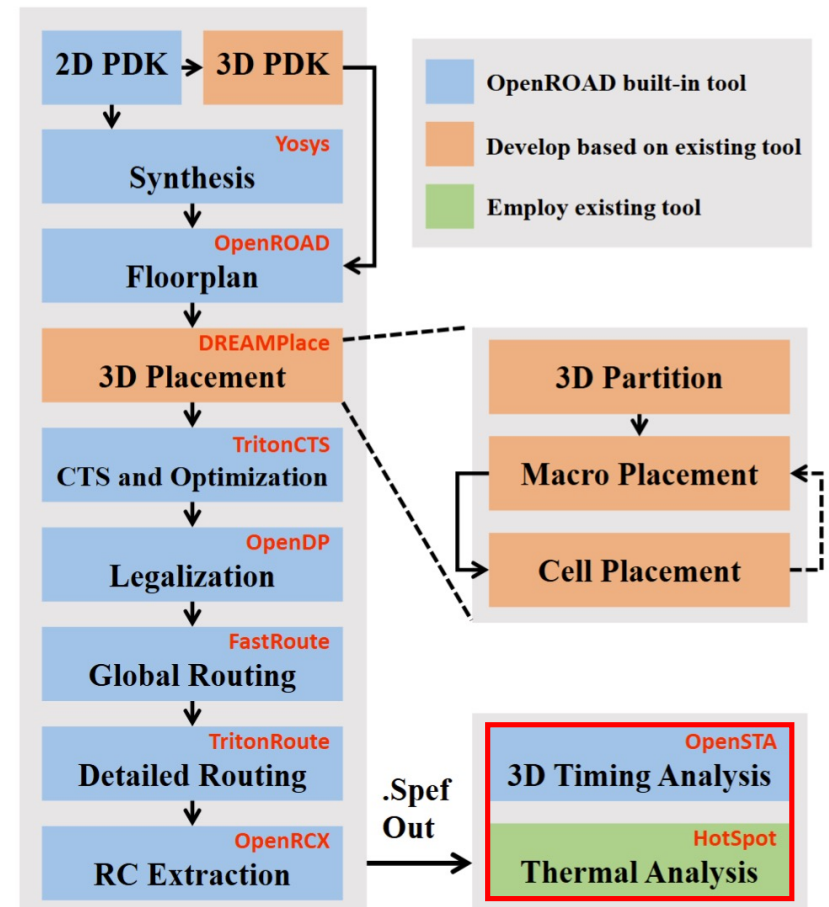 2D PDK
3D PDK
Yosys
Synthesis
OpenROAD
Floorplan
DREAMPlace
3D Placement
TritonCTS
CTS and Optimization
OpenDP
Legalization
FastRoute
Global Routing
TritonRoute
Detailed Routing
OpenRCX
RC Extraction
OpenROAD built-in tool
Develop based on existing tool
Employ existing tool
3D Partition
Macro Placement
Cell Placement
.Spef
Out
OpenSTA
3D Timing Analysis
HotSpot
Thermal Analysis